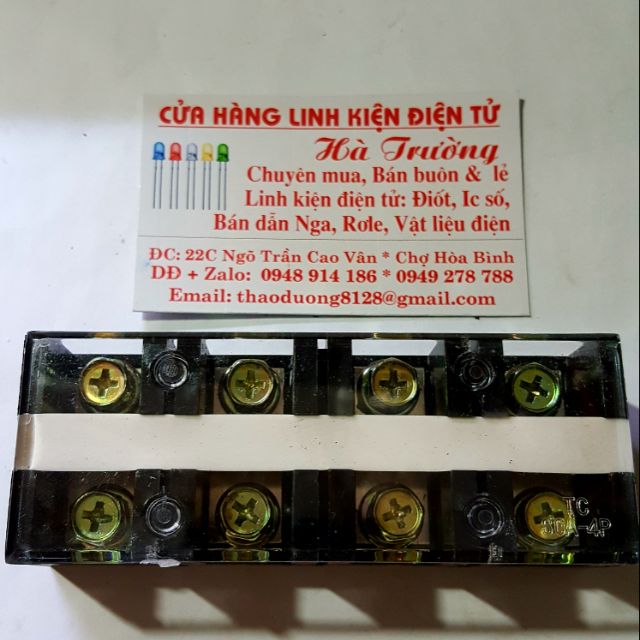 CỬA HÀNG LINH KIỆN ĐIỆN TỬ
Hà Trường
Chuyên mua, Bán buôn & lẻ
Linh kiện điện tử: Điốt, Ic số,
Bán dẫn Nga, Rơle, Vật liệu điện
ĐC: 22C Ngõ Trần Cao Vân * Chợ Hòa Bình
DĐ + Zalo: 0948 914 186 * 0949 278 788
Email: thaoduong8128@gmail.com
TC